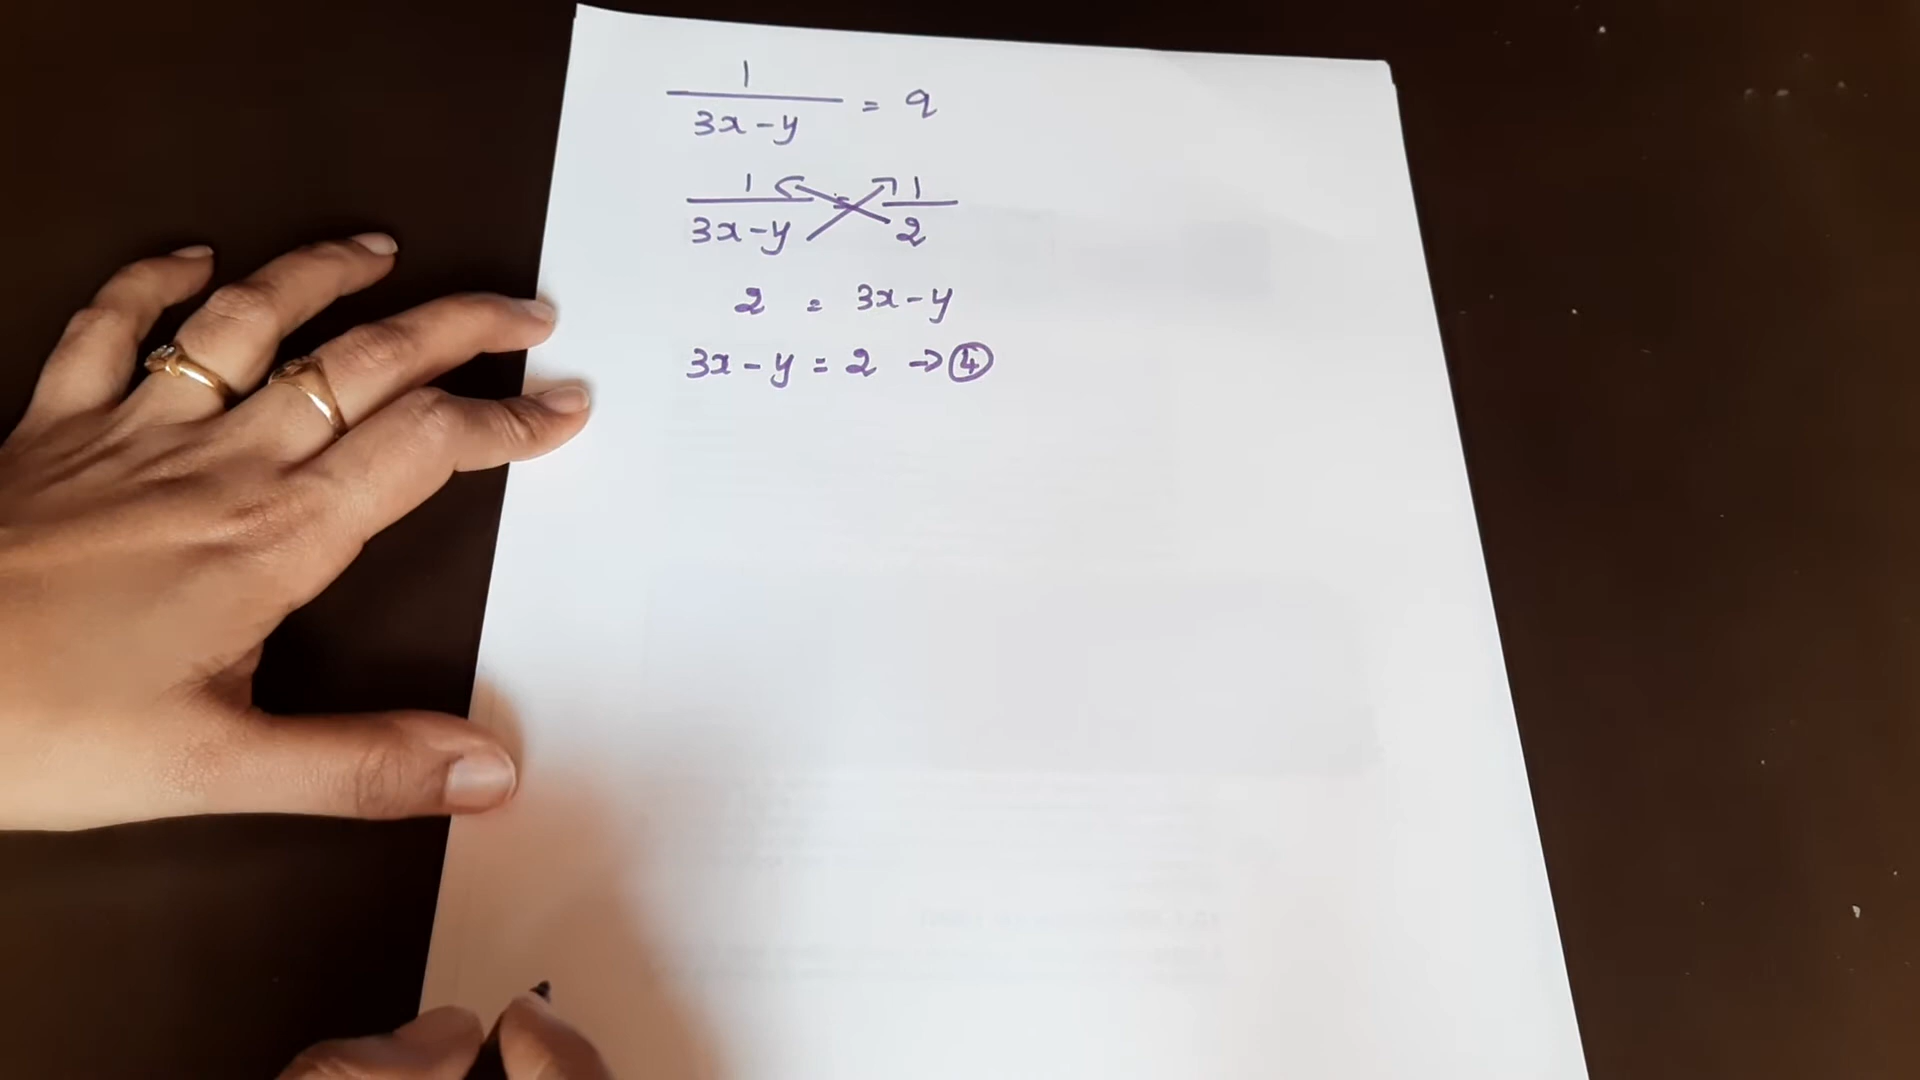 1/(3x-y) = q
1/(3x-y) = 1/2
2 = 3x-y
3x-y = 2 → ④